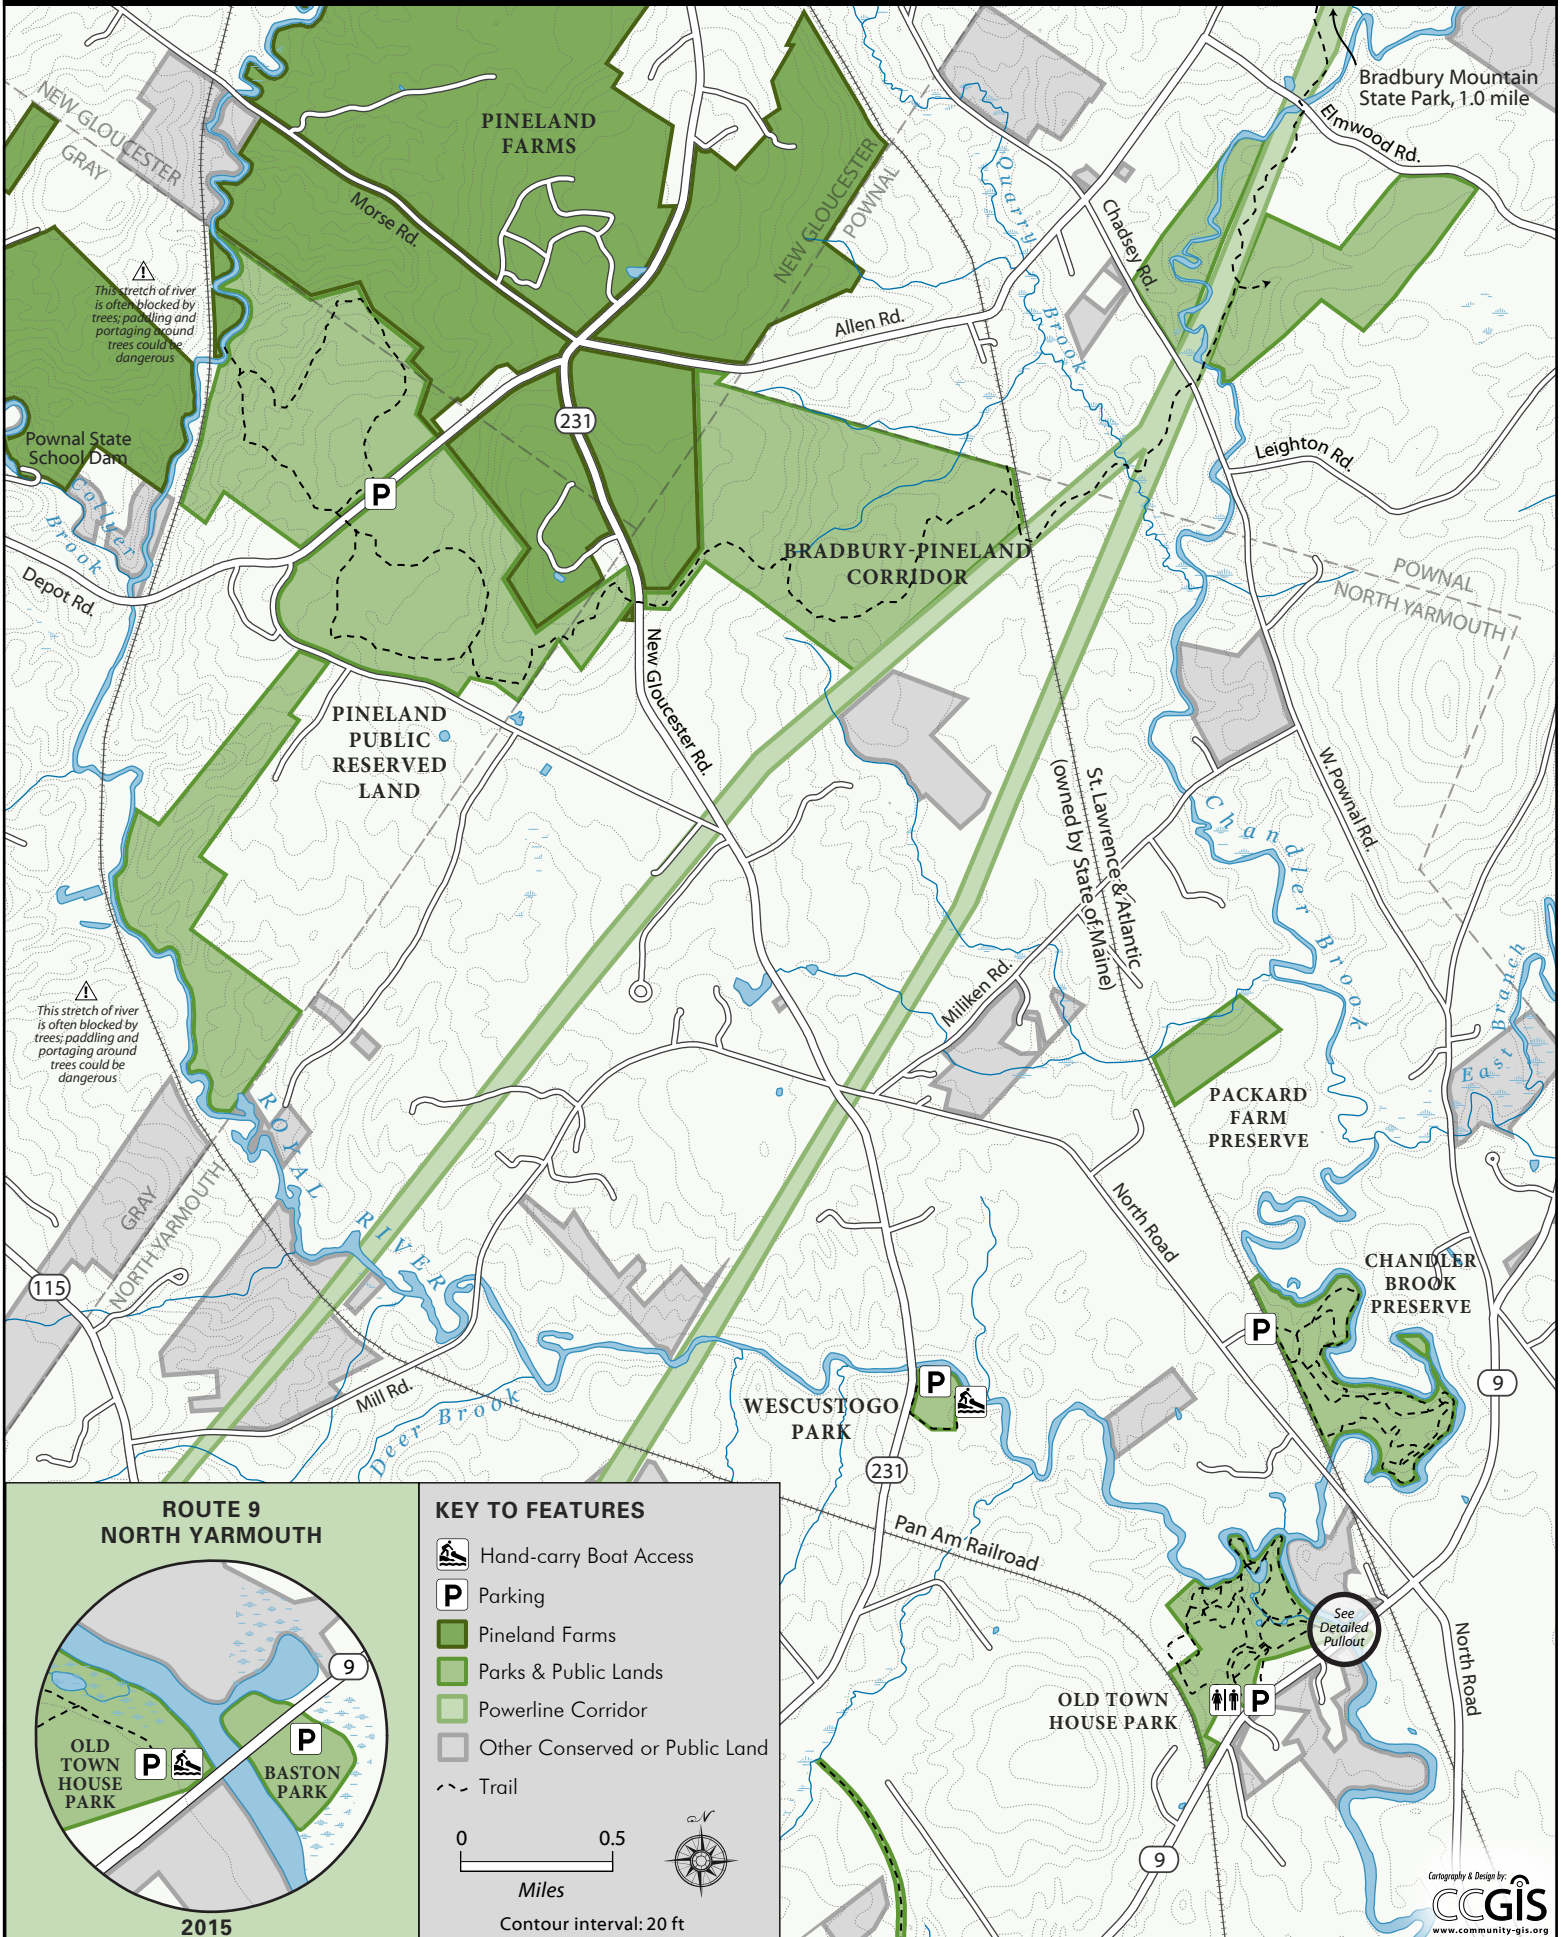 Bradbury Mountain
State Park, 1.0 mile
Elmwood Rd.
NEW GLOUCESTER
GRAY
PINELAND
FARMS
Morse Rd.
NEW GLOUCESTER
POWNAL
Quarry
Brook
Chadsey Rd.
This stretch of river
is often blocked by
trees; paddling and
portaging around
trees could be
dangerous
Allen Rd.
231
Pownal State
School Dam
Leighton Rd.
P
Collyer
Brook
Depot Rd.
BRADBURY-PINELAND
CORRIDOR
POWNAL
NORTH YARMOUTH
New Gloucester Rd.
PINELAND
PUBLIC
RESERVED
LAND
St. Lawrence & Atlantic
(owned by State of Maine)
W. Pownal Rd.
Chandler
Brook
Milliken Rd.
East Branch
This stretch of river
is often blocked by
trees; paddling and
portaging around
trees could be
dangerous
PACKARD
FARM
PRESERVE
ROYAL
RIVER
GRAY
NORTH YARMOUTH
North Road
115
CHANDLER
BROOK
PRESERVE
P
9
Mill Rd.
Deer Brook
WESCUSTOGO
PARK
P
231
Pan Am Railroad
See
Detailed
Pullout
North Road
OLD TOWN
HOUSE PARK
P
9
ROUTE 9
NORTH YARMOUTH
9
OLD
TOWN
HOUSE
PARK
P
P
BASTON
PARK
2015
KEY TO FEATURES
Hand-carry Boat Access
P Parking
Pineland Farms
Parks & Public Lands
Powerline Corridor
Other Conserved or Public Land
Trail
N
0 0.5
Miles
Contour interval: 20 ft
Cartography & Design by:
CCGIS
www.community-gis.org